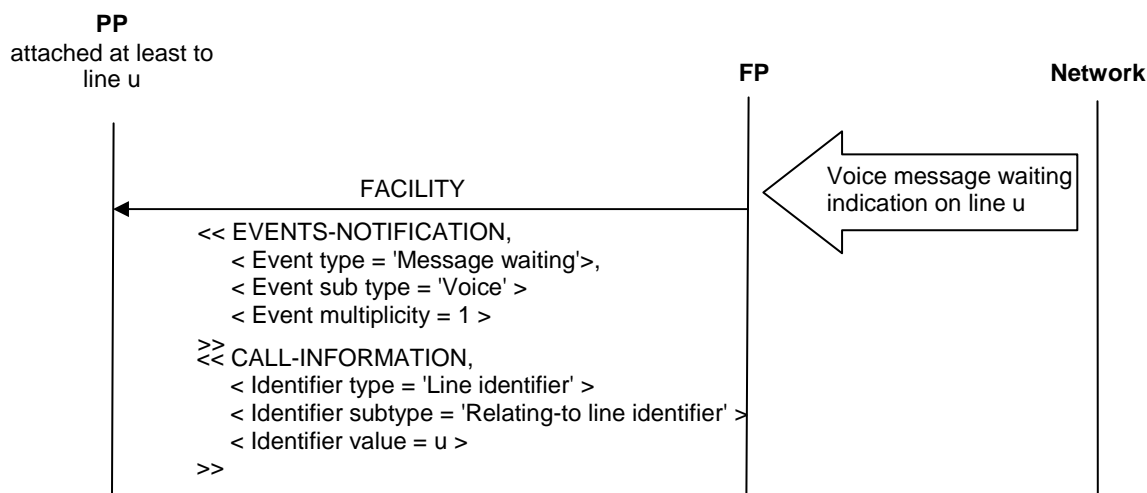 PP
attached at least to
line u
FP
Network
Voice message waiting
indication on line u
FACILITY
<< EVENTS-NOTIFICATION,
< Event type = 'Message waiting'>,
< Event sub type = 'Voice' >
< Event multiplicity = 1 >
>>
<< CALL-INFORMATION,
< Identifier type = 'Line identifier' >
< Identifier subtype = 'Relating-to line identifier' >
< Identifier value = u >
>>